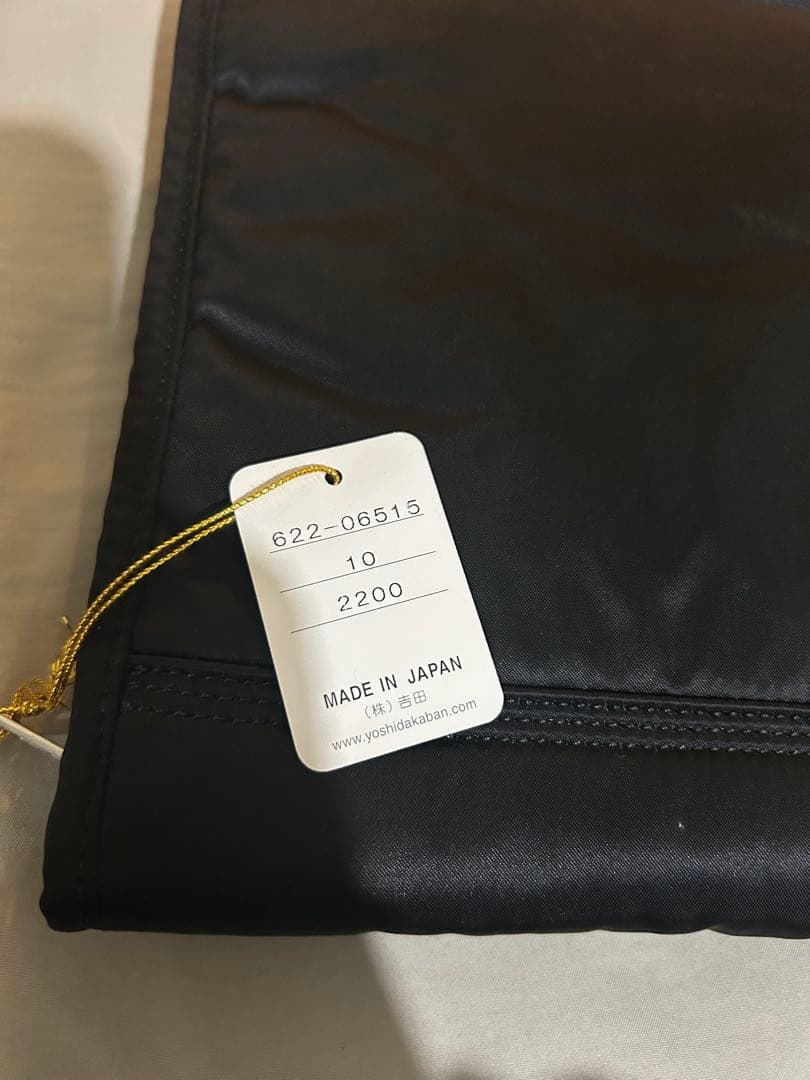 622-06515
10
2200
MADE IN JAPAN
(株)吉田
www.yoshidakaban.com